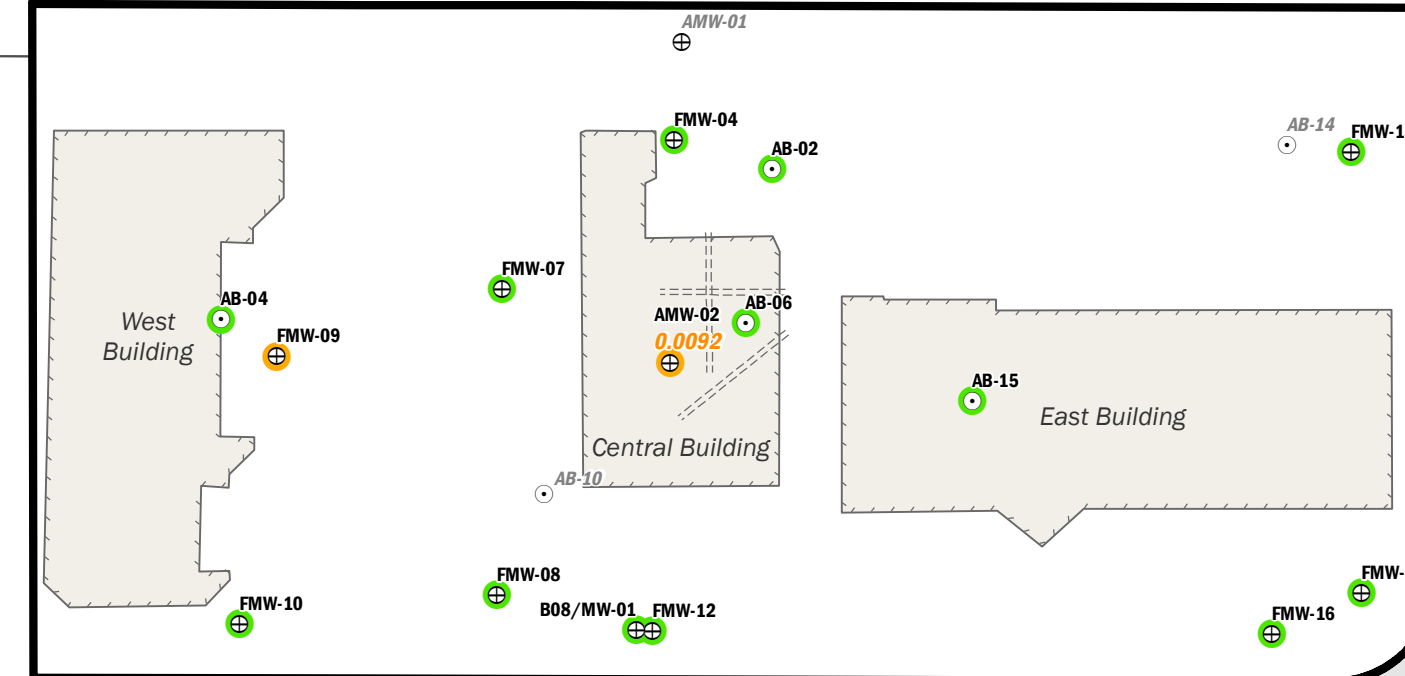 AMW-01
FMW-04
AB-02
AB-14
FMW-1
FMW-07
AB-04
West
Building
FMW-09
AB-06
AMW-02
0.0092
AB-15
East Building
Central Building
AB-10
FMW-08
FMW-
FMW-10
B08/MW-01
FMW-12
FMW-16